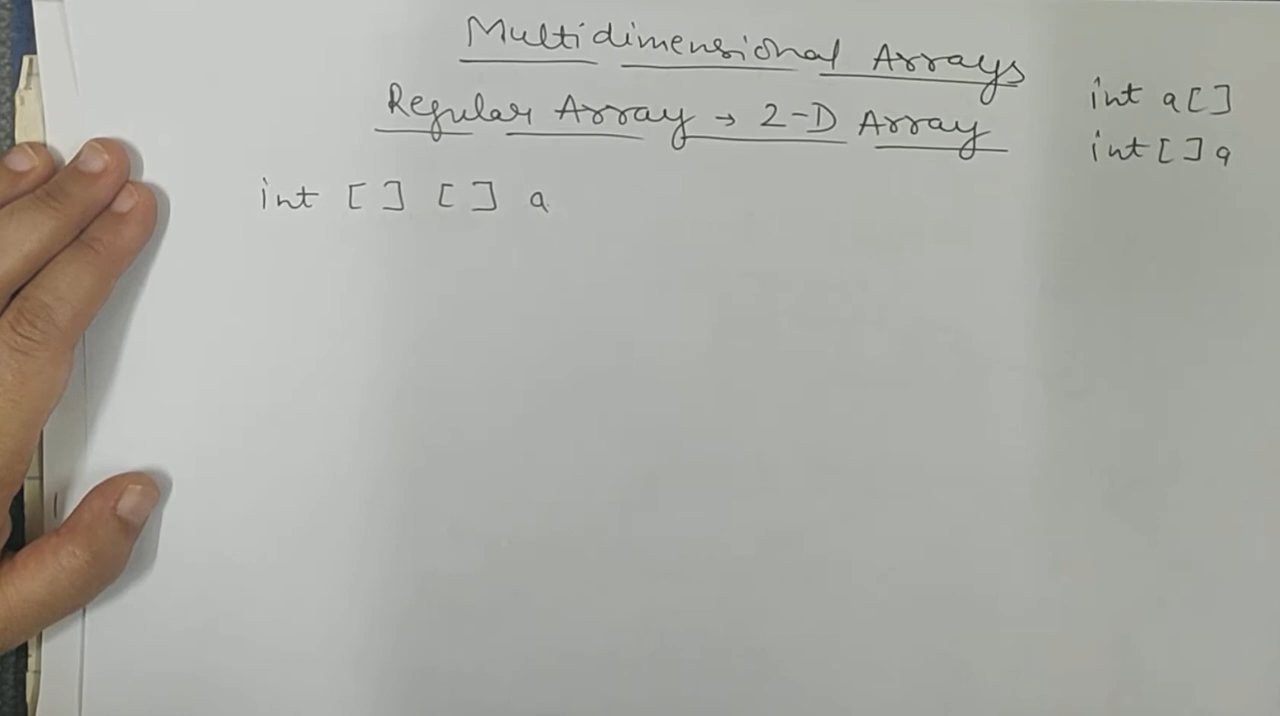 Multidimensional Arrays
Regular Array → 2-D Array
int a[]
int[]a
int [] [] a